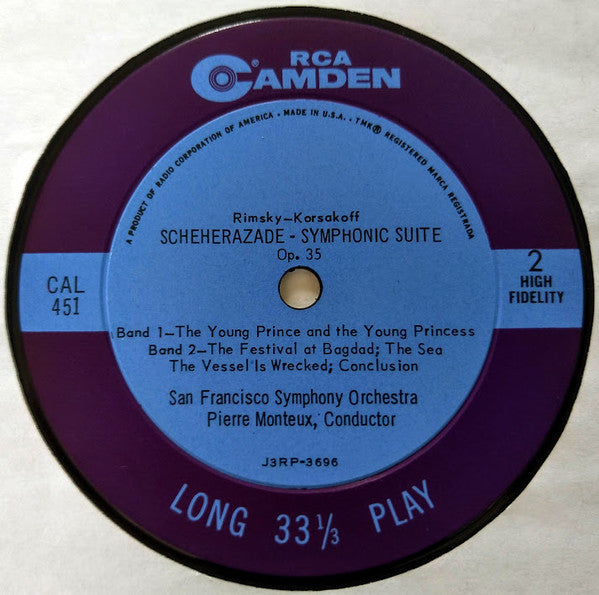 RCA
CAMDEN®
A PRODUCT OF RADIO CORPORATION OF AMERICA • MADE IN U.S.A. • TMK® REGISTERED MARCA REGISTRADA
Rimsky—Korsakoff
SCHEHERAZADE - SYMPHONIC SUITE
Op. 35
CAL
451
2
HIGH
FIDELITY
Band 1—The Young Prince and the Young Princess
Band 2—The Festival at Bagdad; The Sea
The Vessel Is Wrecked; Conclusion
San Francisco Symphony Orchestra
Pierre Monteux, Conductor
J3RP-3696
LONG 33⅓ PLAY